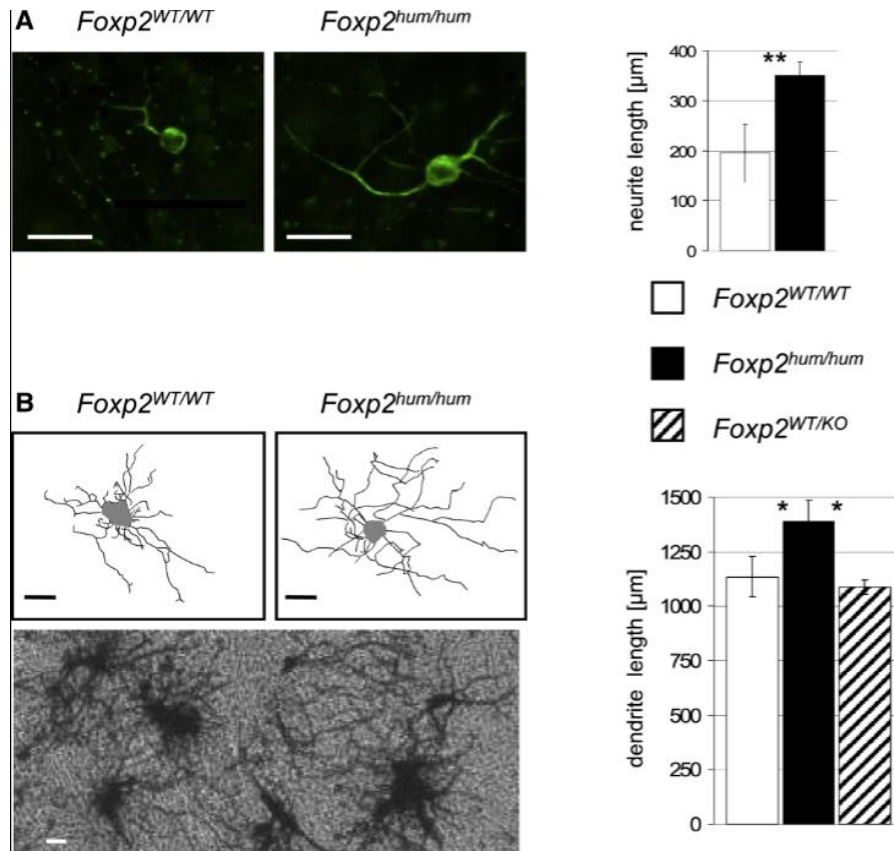 A
Foxp2WT/WT
Foxp2hum/hum
neurite length [µm]
400
300
200
100
0
**
Foxp2WT/WT
Foxp2hum/hum
Foxp2WT/KO
B
Foxp2WT/WT
Foxp2hum/hum
dendrite length [µm]
1500
1250
1000
750
500
250
0
* *